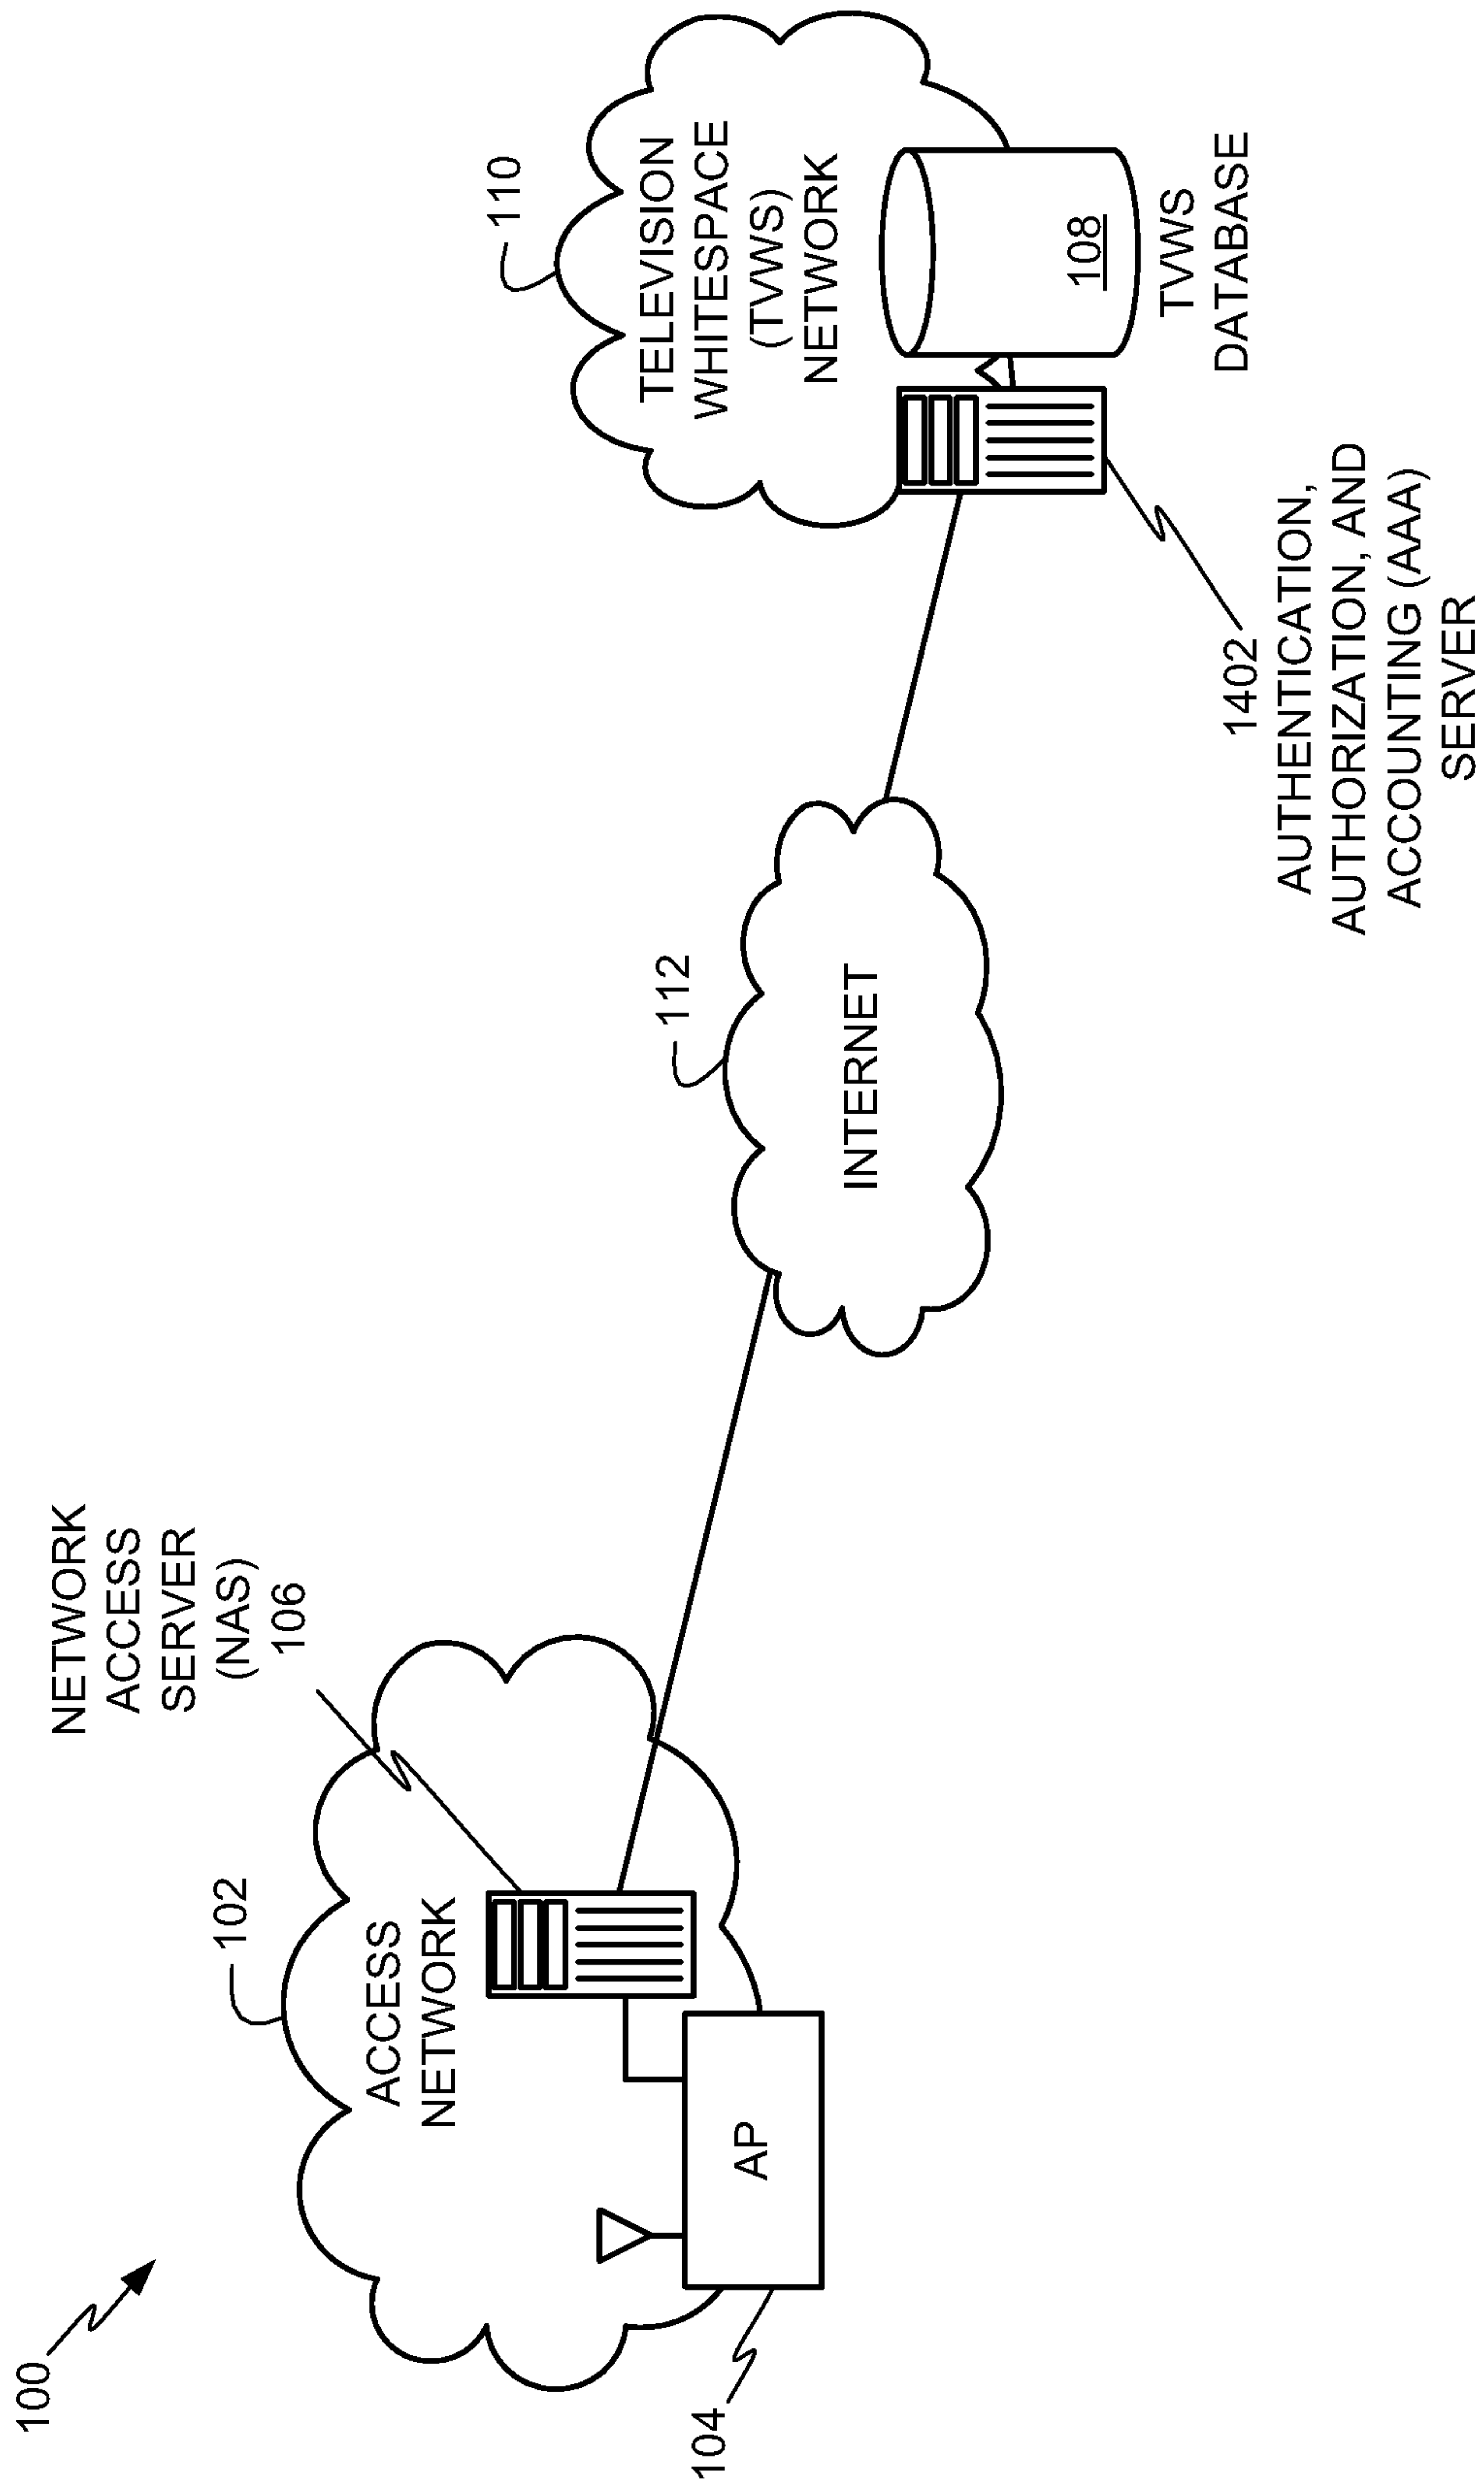 100
102
ACCESS
NETWORK
104
AP
NETWORK
ACCESS
SERVER
(NAS)
106
112
INTERNET
110
TELEVISION
WHITESPACE
(TVWS)
NETWORK
108
TVWS
DATABASE
1402
AUTHENTICATION,
AUTHORIZATION, AND
ACCOUNTING (AAA)
SERVER